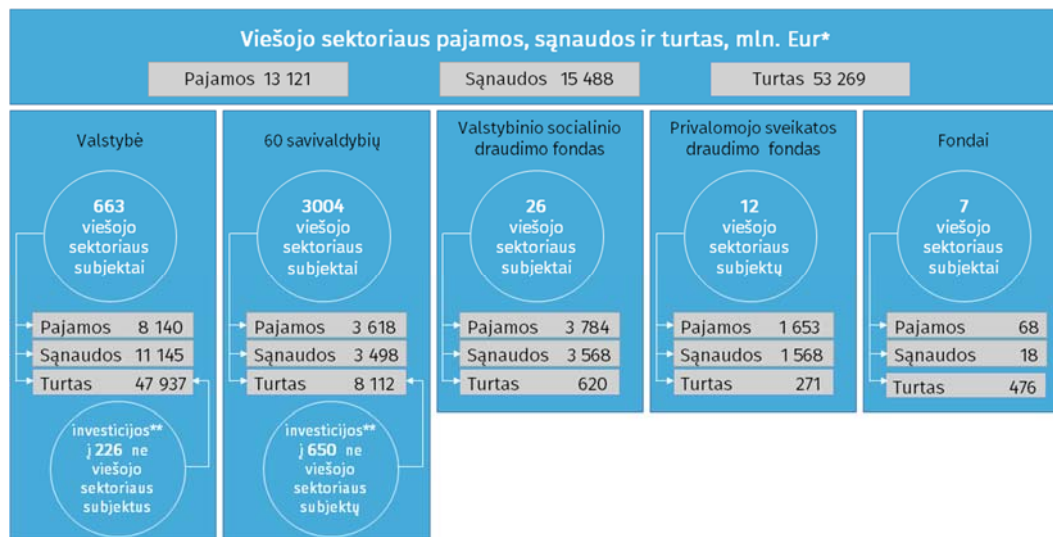 Viešojo sektoriaus pajamos, sąnaudos ir turtas, mln. Eur*
Pajamos 13 121
Sąnaudos 15 488
Turtas 53 269
Valstybė
663
viešojo
sektoriaus
subjektai
Pajamos 8 140
Sąnaudos 11 145
Turtas 47 937
investicijos**
į 226 ne
viešojo
sektoriaus
subjektus
60 savivaldybių
3004
viešojo
sektoriaus
subjektai
Pajamos 3 618
Sąnaudos 3 498
Turtas 8 112
investicijos**
į 650 ne
viešojo
sektoriaus
subjektų
Valstybinio socialinio
draudimo fondas
26
viešojo
sektoriaus
subjektai
Pajamos 3 784
Sąnaudos 3 568
Turtas 620
Privalomojo sveikatos
draudimo fondas
12
viešojo
sektoriaus
subjektų
Pajamos 1 653
Sąnaudos 1 568
Turtas 271
Fondai
7
viešojo
sektoriaus
subjektai
Pajamos 68
Sąnaudos 18
Turtas 476